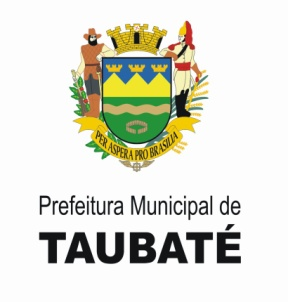 PER ASPERA PRO BRASILIA
Prefeitura Municipal de
TAUBATÉ